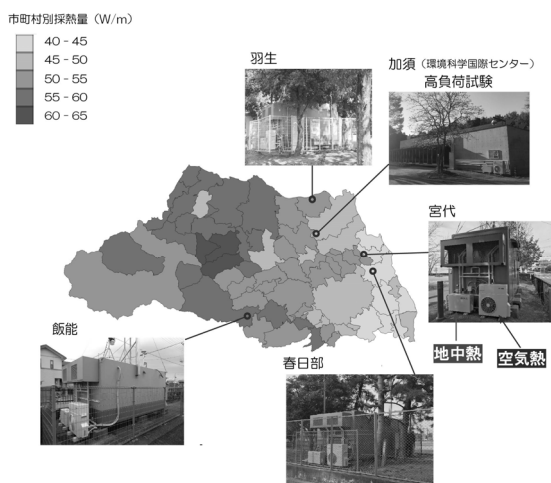 市町村別採熱量（W/m）
40 - 45
45 - 50
50 - 55
55 - 60
60 - 65
羽生
加須（環境科学国際センター）
高負荷試験
宮代
地中熱
空気熱
飯能
春日部